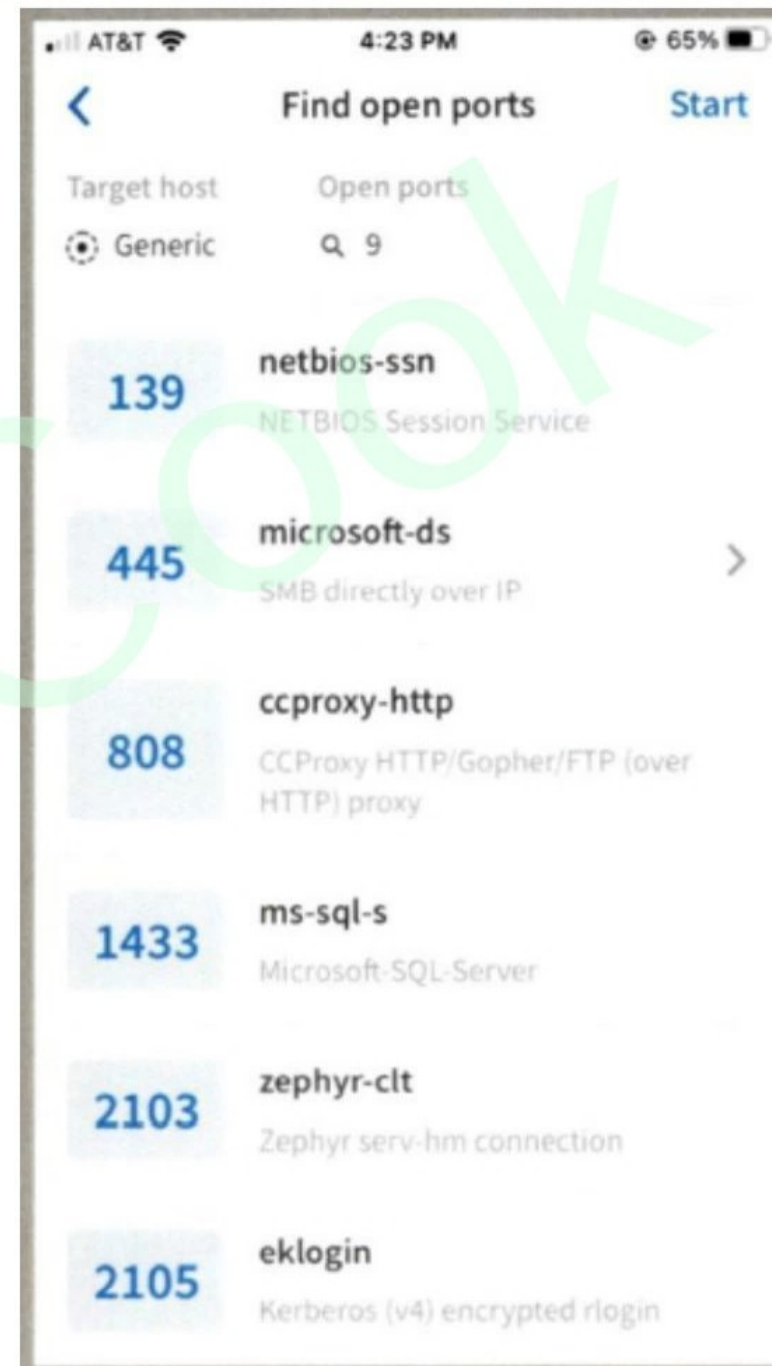 AT&T 4:23 PM 65%
Find open ports Start
Target host Open ports
Generic 9
139 netbios-ssn
NETBIOS Session Service
445 microsoft-ds
SMB directly over IP
808 ccproxy-http
CCProxy HTTP/Gopher/FTP (over
HTTP) proxy
1433 ms-sql-s
Microsoft-SQL-Server
2103 zephyr-clt
Zephyr serv-hm connection
2105 eklogin
Kerberos (v4) encrypted rlogin
Cook